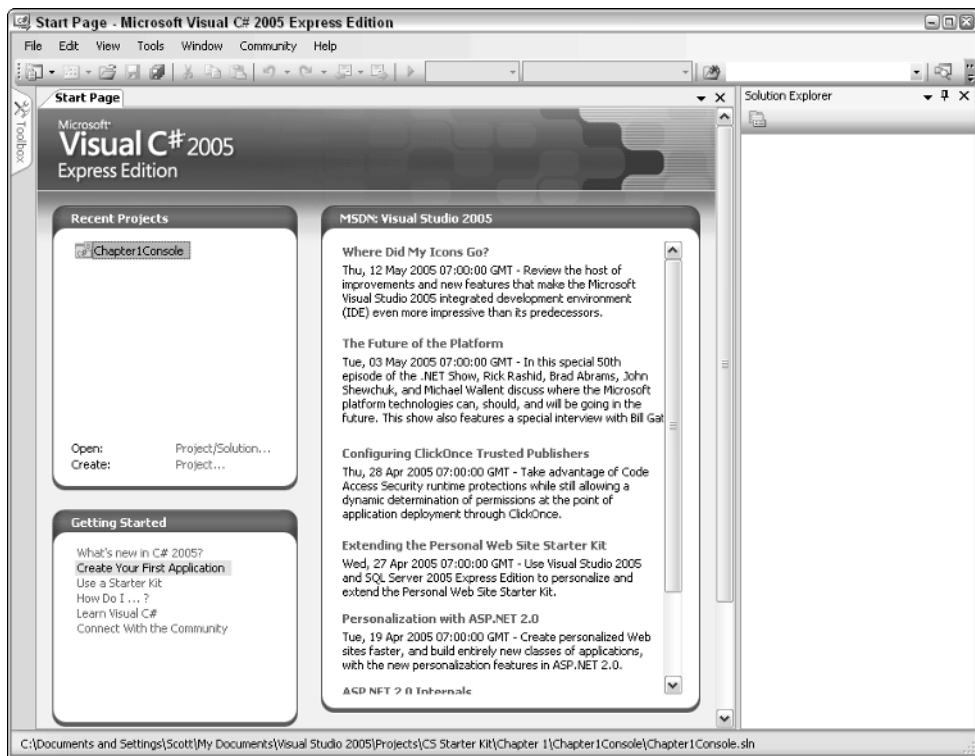 Start Page - Microsoft Visual C# 2005 Express Edition
File Edit View Tools Window Community Help
Toolbox
Start Page
Microsoft
Visual C# 2005
Express Edition
Recent Projects
Chapter1Console
Open: Project/Solution...
Create: Project...
Getting Started
What's new in C# 2005?
Create Your First Application
Use a Starter Kit
How Do I ... ?
Learn Visual C#
Connect With the Community
MSDN: Visual Studio 2005
Where Did My Icons Go?
Thu, 12 May 2005 07:00:00 GMT - Review the host of
improvements and new features that make the Microsoft
Visual Studio 2005 integrated development environment
(IDE) even more impressive than its predecessors.
The Future of the Platform
Tue, 03 May 2005 07:00:00 GMT - In this special 50th
episode of the .NET Show, Rick Rashid, Brad Abrams, John
Shewchuk, and Michael Wallent discuss where the Microsoft
platform technologies can, should, and will be going in the
future. This show also features a special interview with Bill Gat
Configuring ClickOnce Trusted Publishers
Thu, 28 Apr 2005 07:00:00 GMT - Take advantage of Code
Access Security runtime protections while still allowing a
dynamic determination of permissions at the point of
application deployment through ClickOnce.
Extending the Personal Web Site Starter Kit
Wed, 27 Apr 2005 07:00:00 GMT - Use Visual Studio 2005
and SQL Server 2005 Express Edition to personalize and
extend the Personal Web Site Starter Kit.
Personalization with ASP.NET 2.0
Tue, 19 Apr 2005 07:00:00 GMT - Create personalized Web
sites faster, and build entirely new classes of applications,
with the new personalization features in ASP.NET 2.0.
ASP.NET 2.0 Internals
Solution Explorer
C:\Documents and Settings\Scott\My Documents\Visual Studio 2005\Projects\CS Starter Kit\Chapter 1\Chapter1Console\Chapter1Console.sln